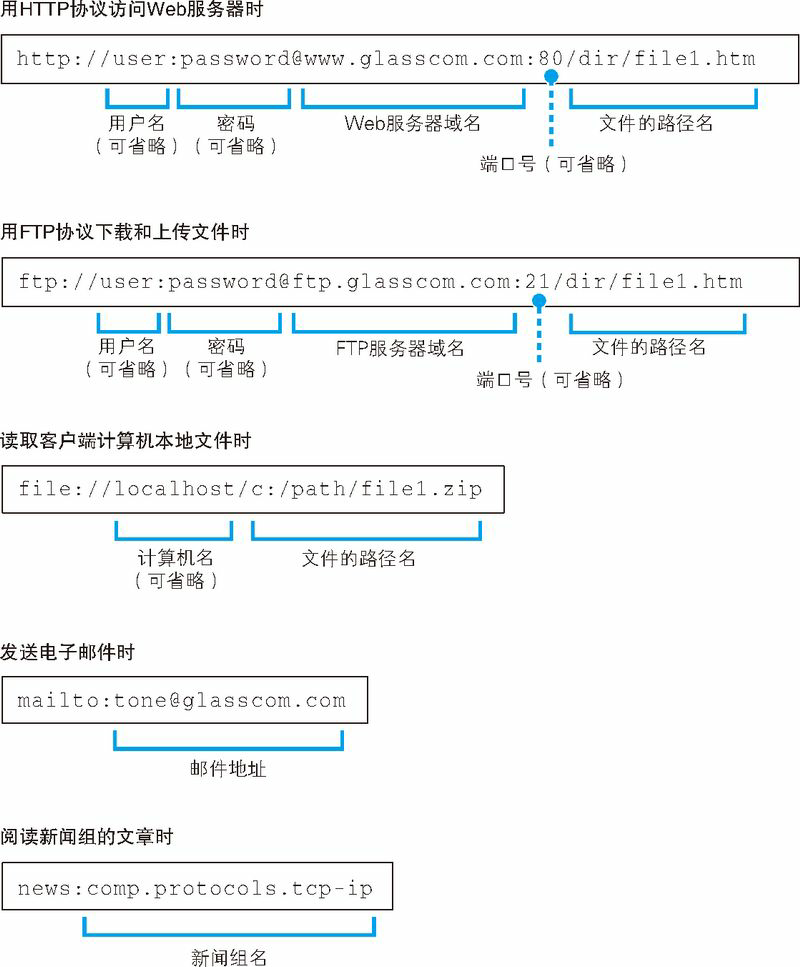 用HTTP协议访问Web服务器时
http://user:password@www.glasscom.com:80/dir/file1.htm
用户名 密码 Web服务器域名 文件的路径名
（可省略）（可省略） 端口号（可省略）
用FTP协议下载和上传文件时
ftp://user:password@ftp.glasscom.com:21/dir/file1.htm
用户名 密码 FTP服务器域名 文件的路径名
（可省略）（可省略） 端口号（可省略）
读取客户端计算机本地文件时
file://localhost/c:/path/file1.zip
计算机名 文件的路径名
（可省略）
发送电子邮件时
mailto:tone@glasscom.com
邮件地址
阅读新闻组的文章时
news:comp.protocols.tcp-ip
新闻组名